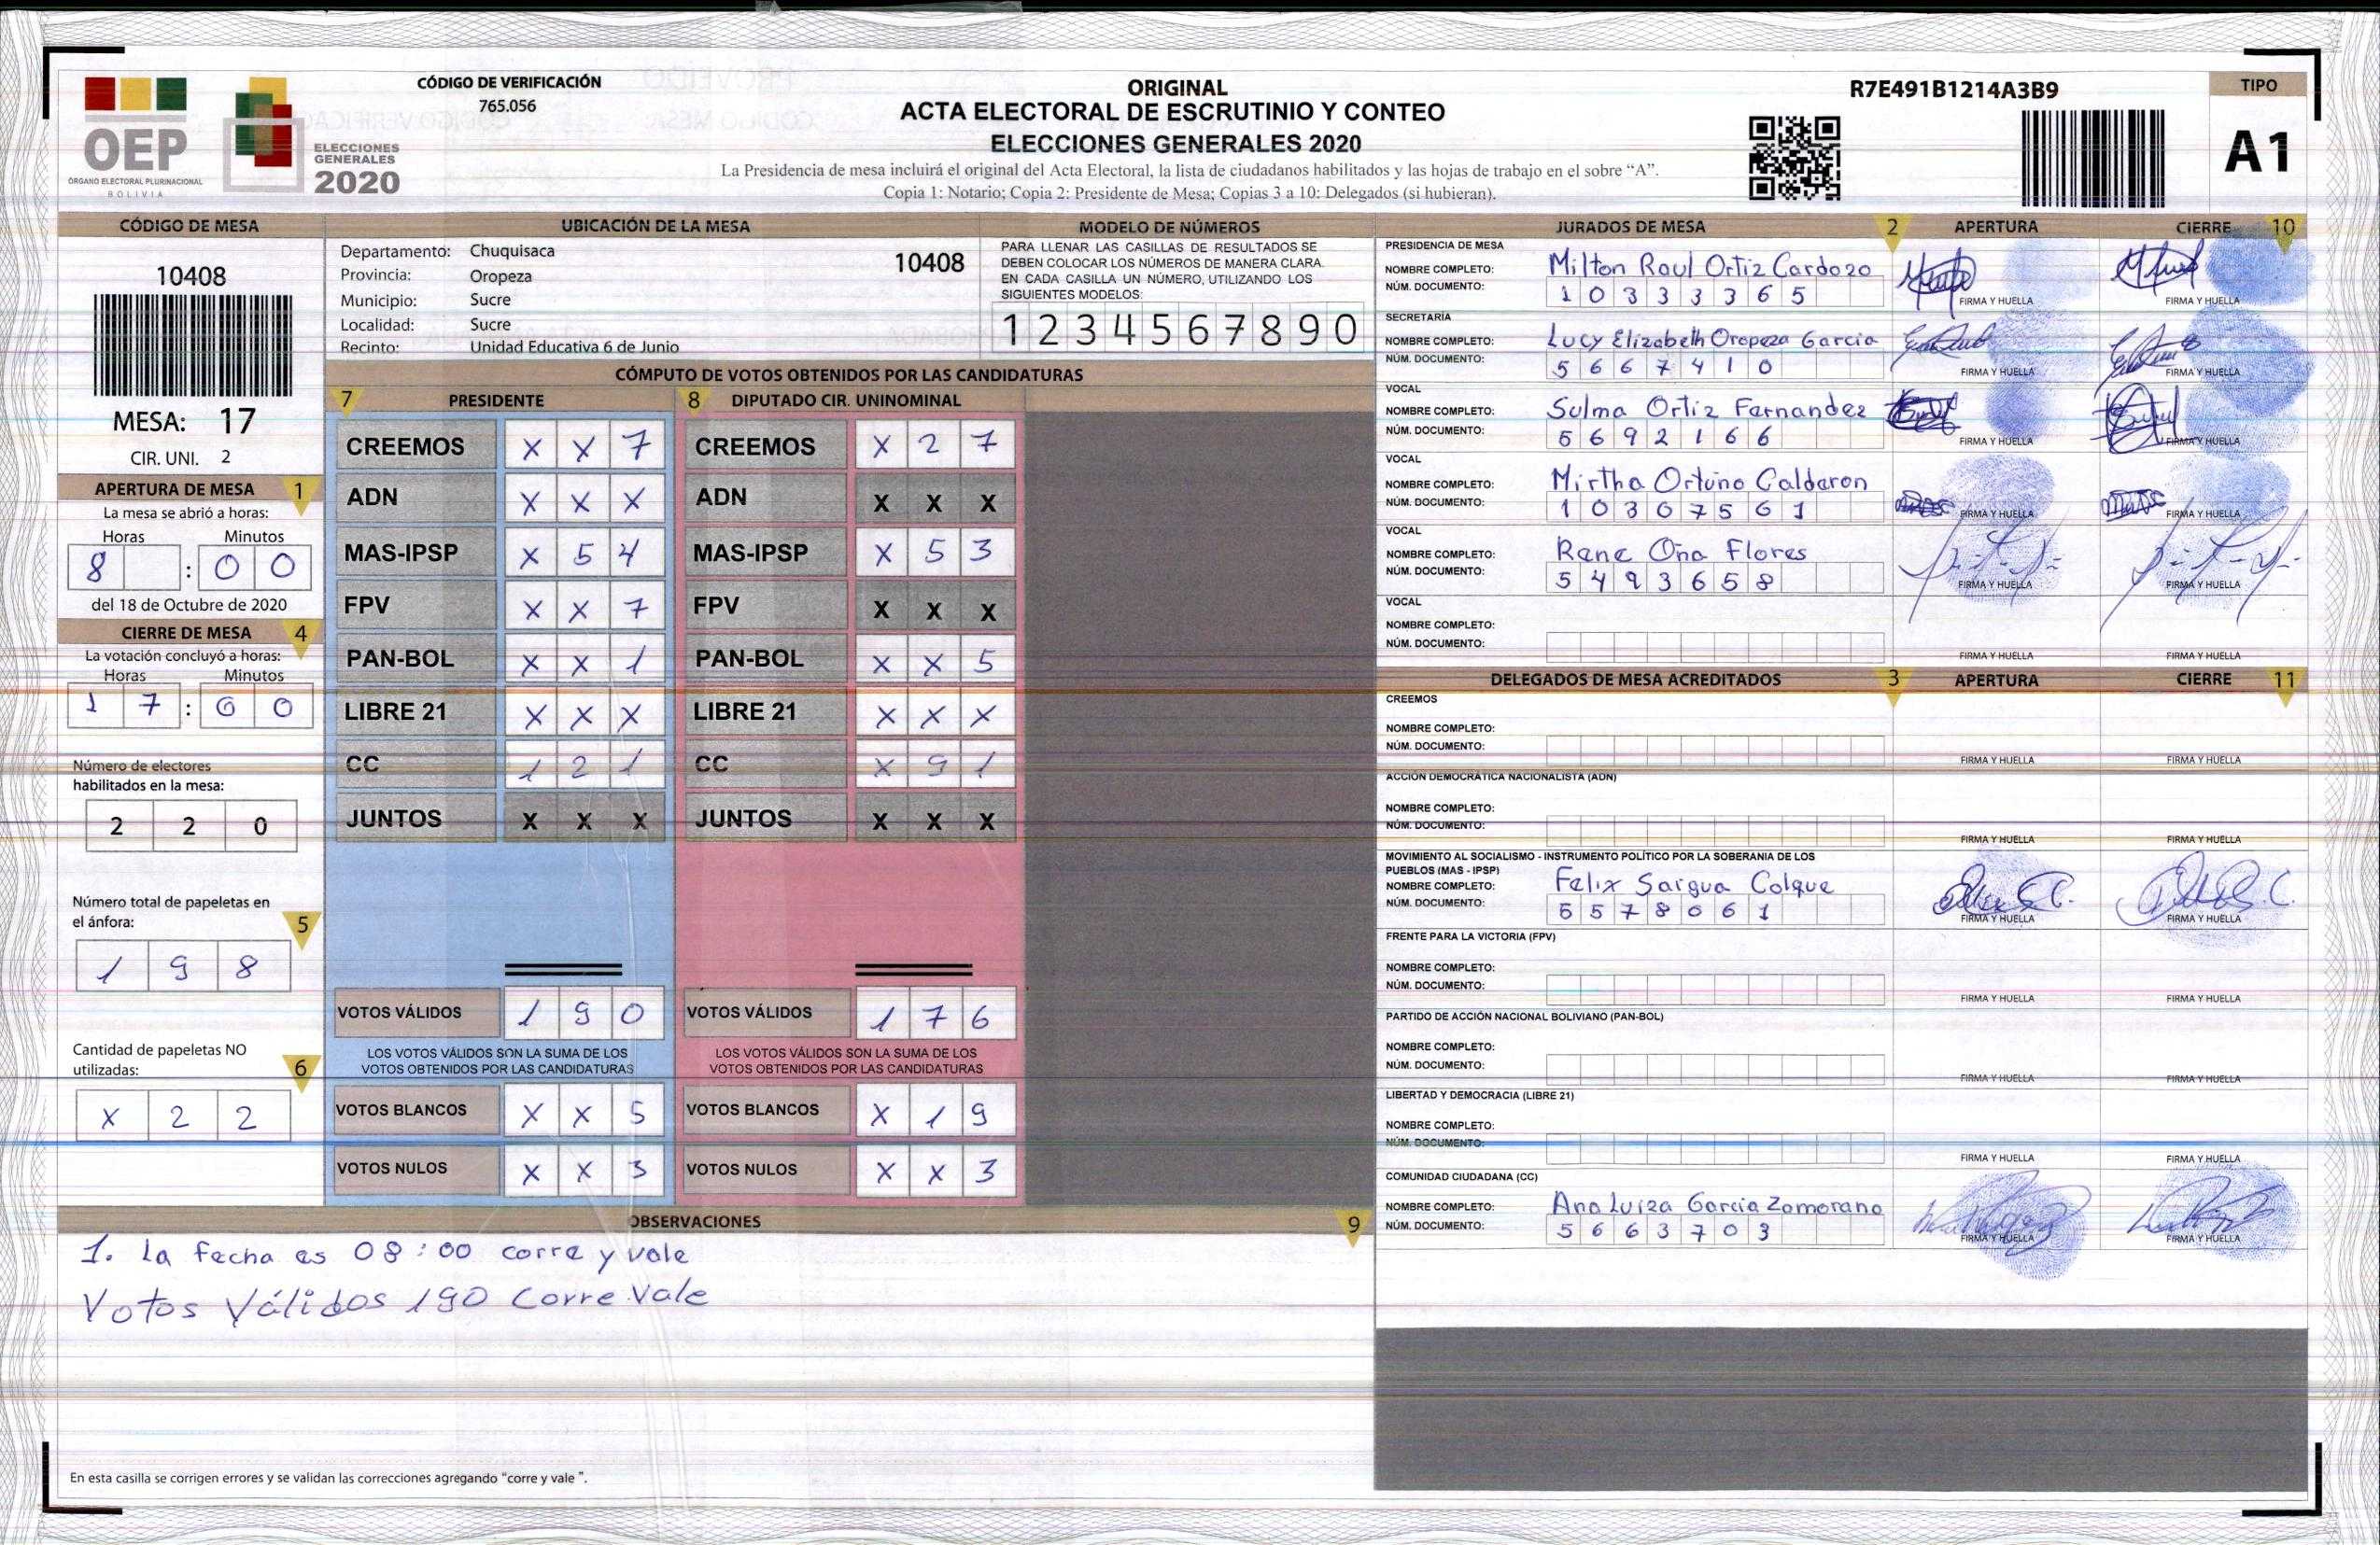 OEP
ÓRGANO ELECTORAL PLURINACIONAL
BOLIVIA
ELECCIONES
GENERALES
2020
CÓDIGO DE VERIFICACIÓN
765.056
ORIGINAL
ACTA ELECTORAL DE ESCRUTINIO Y CONTEO
ELECCIONES GENERALES 2020
La Presidencia de mesa incluirá el original del Acta Electoral, la lista de ciudadanos habilitados y las hojas de trabajo en el sobre “A”.
Copia 1: Notario; Copia 2: Presidente de Mesa; Copias 3 a 10: Delegados (si hubieran).
R7E491B1214A3B9
TIPO
A1
CÓDIGO DE MESA
10408
MESA: 17
CIR. UNI. 2
APERTURA DE MESA 1
La mesa se abrió a horas:
Horas Minutos
8 : 0 0
del 18 de Octubre de 2020
CIERRE DE MESA 4
La votación concluyó a horas:
Horas Minutos
1 7 : 0 0
Número de electores
habilitados en la mesa:
2 2 0
Número total de papeletas en
el ánfora: 5
1 9 8
Cantidad de papeletas NO
utilizadas: 6
X 2 2
UBICACIÓN DE LA MESA
Departamento: Chuquisaca
10408
Provincia: Oropeza
Municipio: Sucre
Localidad: Sucre
Recinto: Unidad Educativa 6 de Junio
MODELO DE NÚMEROS
PARA LLENAR LAS CASILLAS DE RESULTADOS SE
DEBEN COLOCAR LOS NÚMEROS DE MANERA CLARA.
EN CADA CASILLA UN NÚMERO, UTILIZANDO LOS
SIGUIENTES MODELOS:
1 2 3 4 5 6 7 8 9 0
CÓMPUTO DE VOTOS OBTENIDOS POR LAS CANDIDATURAS
7 PRESIDENTE 8 DIPUTADO CIR. UNINOMINAL
CREEMOS X X 7 CREEMOS X 2 7
ADN X X X ADN X X X
MAS-IPSP X 5 4 MAS-IPSP X 5 3
FPV X X 7 FPV X X X
PAN-BOL X X 1 PAN-BOL X X 5
LIBRE 21 X X X LIBRE 21 X X X
CC 1 2 1 CC X 9 1
JUNTOS X X X JUNTOS X X X
VOTOS VÁLIDOS 1 9 0 VOTOS VÁLIDOS 1 7 6
LOS VOTOS VÁLIDOS SON LA SUMA DE LOS LOS VOTOS VÁLIDOS SON LA SUMA DE LOS
VOTOS OBTENIDOS POR LAS CANDIDATURAS VOTOS OBTENIDOS POR LAS CANDIDATURAS
VOTOS BLANCOS X X 5 VOTOS BLANCOS X 1 9
VOTOS NULOS X X 3 VOTOS NULOS X X 3
OBSERVACIONES 9
1. La fecha es 08:00 corre y vale
Votos Válidos 190 Corre Vale
En esta casilla se corrigen errores y se validan las correcciones agregando “corre y vale ”.
JURADOS DE MESA 2 APERTURA CIERRE 10
PRESIDENCIA DE MESA
NOMBRE COMPLETO: Milton Raul Ortiz Cardozo
NÚM. DOCUMENTO: 1 0 3 3 3 3 6 5
FIRMA Y HUELLA FIRMA Y HUELLA
SECRETARÍA
NOMBRE COMPLETO: Lucy Elizabeth Oropeza Garcia
NÚM. DOCUMENTO: 5 6 6 7 4 1 0
FIRMA Y HUELLA FIRMA Y HUELLA
VOCAL
NOMBRE COMPLETO: Sulma Ortiz Fernandez
NÚM. DOCUMENTO: 5 6 9 2 1 6 6
FIRMA Y HUELLA FIRMA Y HUELLA
VOCAL
NOMBRE COMPLETO: Mirtha Ortuño Calderon
NÚM. DOCUMENTO: 1 0 3 6 7 5 6 1
FIRMA Y HUELLA FIRMA Y HUELLA
VOCAL
NOMBRE COMPLETO: Rene Oña Flores
NÚM. DOCUMENTO: 5 4 9 3 6 5 8
FIRMA Y HUELLA FIRMA Y HUELLA
VOCAL
NOMBRE COMPLETO:
NÚM. DOCUMENTO:
FIRMA Y HUELLA FIRMA Y HUELLA
DELEGADOS DE MESA ACREDITADOS 3 APERTURA CIERRE 11
CREEMOS
NOMBRE COMPLETO:
NÚM. DOCUMENTO:
FIRMA Y HUELLA FIRMA Y HUELLA
ACCIÓN DEMOCRÁTICA NACIONALISTA (ADN)
NOMBRE COMPLETO:
NÚM. DOCUMENTO:
FIRMA Y HUELLA FIRMA Y HUELLA
MOVIMIENTO AL SOCIALISMO - INSTRUMENTO POLÍTICO POR LA SOBERANIA DE LOS
PUEBLOS (MAS - IPSP)
NOMBRE COMPLETO: Felix Saigua Colque
NÚM. DOCUMENTO: 5 5 7 8 0 6 1
FIRMA Y HUELLA FIRMA Y HUELLA
FRENTE PARA LA VICTORIA (FPV)
NOMBRE COMPLETO:
NÚM. DOCUMENTO:
FIRMA Y HUELLA FIRMA Y HUELLA
PARTIDO DE ACCIÓN NACIONAL BOLIVIANO (PAN-BOL)
NOMBRE COMPLETO:
NÚM. DOCUMENTO:
FIRMA Y HUELLA FIRMA Y HUELLA
LIBERTAD Y DEMOCRACIA (LIBRE 21)
NOMBRE COMPLETO:
NÚM. DOCUMENTO:
FIRMA Y HUELLA FIRMA Y HUELLA
COMUNIDAD CIUDADANA (CC)
NOMBRE COMPLETO: Ana Luiza Garcia Zamorano
NÚM. DOCUMENTO: 5 6 6 3 7 0 3
FIRMA Y HUELLA FIRMA Y HUELLA